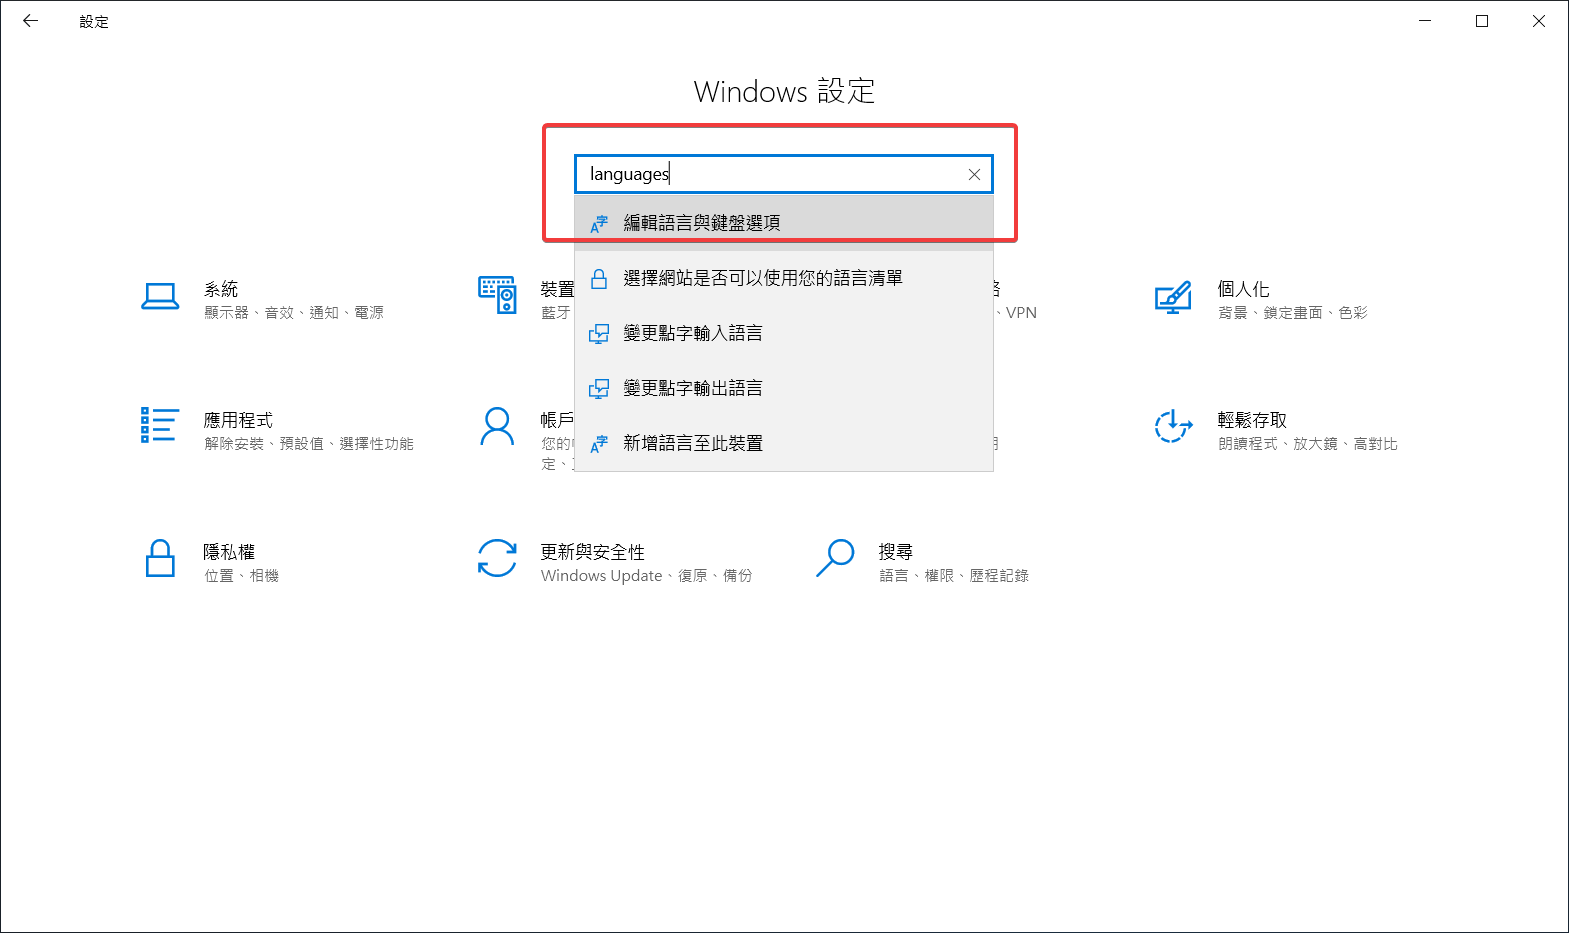 設定
Windows 設定
languages
編輯語言與鍵盤選項
選擇網站是否可以使用您的語言清單
變更點字輸入語言
變更點字輸出語言
新增語言至此裝置
系統
顯示器、音效、通知、電源
裝置
藍牙
、VPN
個人化
背景、鎖定畫面、色彩
應用程式
解除安裝、預設值、選擇性功能
帳戶
您的
定、
輕鬆存取
朗讀程式、放大鏡、高對比
隱私權
位置、相機
更新與安全性
Windows Update、復原、備份
搜尋
語言、權限、歷程記錄